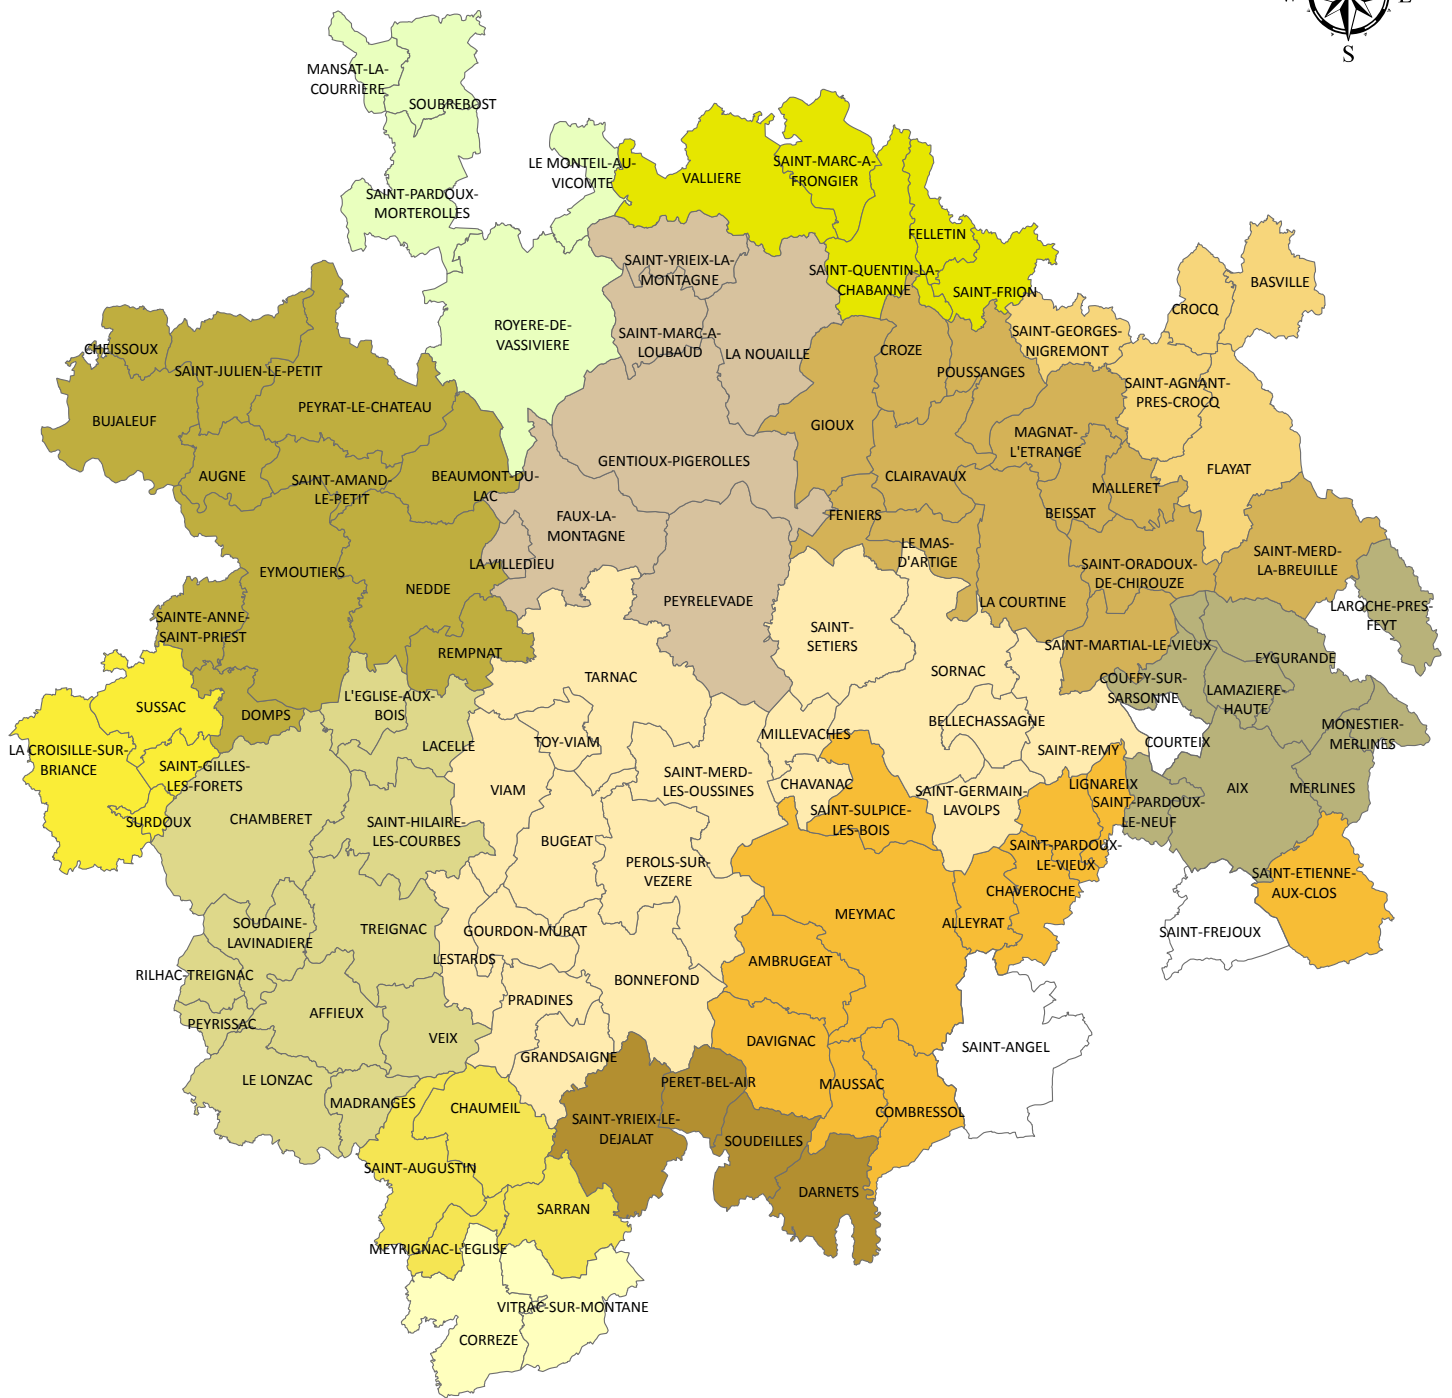 S
MANSAT-LA-
COURRIERE
SOUBREBOST
SAINT-PARDOUX-
MORTEROLLES
LE MONTEIL-AU-
VICOMTE
VALLIERE
SAINT-MARC-A-
FRONGIER
FELLETIN
SAINT-QUENTIN-LA-
CHABANNE
SAINT-FRION
SAINT-YRIEIX-LA-
MONTAGNE
ROYERE-DE-
VASSIVIERE
SAINT-MARC-A-
LOUBAUD
LA NOUAILLE
CROZE
POUSSANGES
SAINT-GEORGES-
NIGREMONT
CROCQ
BASVILLE
SAINT-AGNANT-
PRES-CROCQ
CHEISSOUX
SAINT-JULIEN-LE-PETIT
PEYRAT-LE-CHATEAU
BUJALEUF
AUGNE
SAINT-AMAND-
LE-PETIT
BEAUMONT-DU-
LAC
GENTIOUX-PIGEROLLES
GIOUX
MAGNAT-
L'ETRANGE
CLAIRAVAUX
MALLERET
FLAYAT
FENIERS
BEISSAT
FAUX-LA-
MONTAGNE
LA VILLEDIEU
EYMOUTIERS
NEDDE
PEYRELEVADE
LE MAS-
D'ARTIGE
SAINT-ORADOUX-
DE-CHIROUZE
SAINT-MERD-
LA-BREUILLE
LA COURTINE
LAROCHE-PRES-
FEYT
SAINTE-ANNE-
SAINT-PRIEST
REMPNAT
SAINT-
SETIERS
SAINT-MARTIAL-LE-VIEUX
EYGURANDE
TARNAC
SORNAC
COUFFY-SUR-
SARSONNE
LAMAZIERE-
HAUTE
SUSSAC
DOMPS
L'EGLISE-AUX-
BOIS
LACELLE
TOY-VIAM
MILLEVACHES
BELLECHASSAGNE
SAINT-REMY
COURTEIX
MONESTIER-
MERLINES
LA CROISILLE-SUR-
BRIANCE
SAINT-GILLES-
LES-FORETS
SURDOUX
CHAMBERET
SAINT-HILAIRE-
LES-COURBES
VIAM
SAINT-MERD-
LES-OUSSINES
CHAVANAC
SAINT-SULPICE-
LES-BOIS
SAINT-GERMAIN-
LAVOLPS
LIGNAREIX
SAINT-PARDOUX-
LE-NEUF
AIX
MERLINES
BUGEAT
PEROLS-SUR-
VEZERE
SAINT-PARDOUX-
LE-VIEUX
CHAVEROCHE
SAINT-ETIENNE-
AUX-CLOS
MEYMAC
ALLEYRAT
SAINT-FREJOUX
SOUDAINE-
LAVINADIERE
TREIGNAC
GOURDON-MURAT
LESTARDS
AMBRUGEAT
RILHAC-TREIGNAC
BONNEFOND
PRADINES
PEYRISSAC
AFFIEUX
VEIX
GRANDSAIGNE
DAVIGNAC
SAINT-ANGEL
LE LONZAC
MADRANGES
CHAUMEIL
PERET-BEL-AIR
MAUSSAC
COMBRESSOL
SAINT-YRIEIX-LE-
DEJALAT
SOUDEILLES
SAINT-AUGUSTIN
DARNETS
SARRAN
MEYRIGNAC-L'EGLISE
VITRAC-SUR-MONTANE
CORREZE